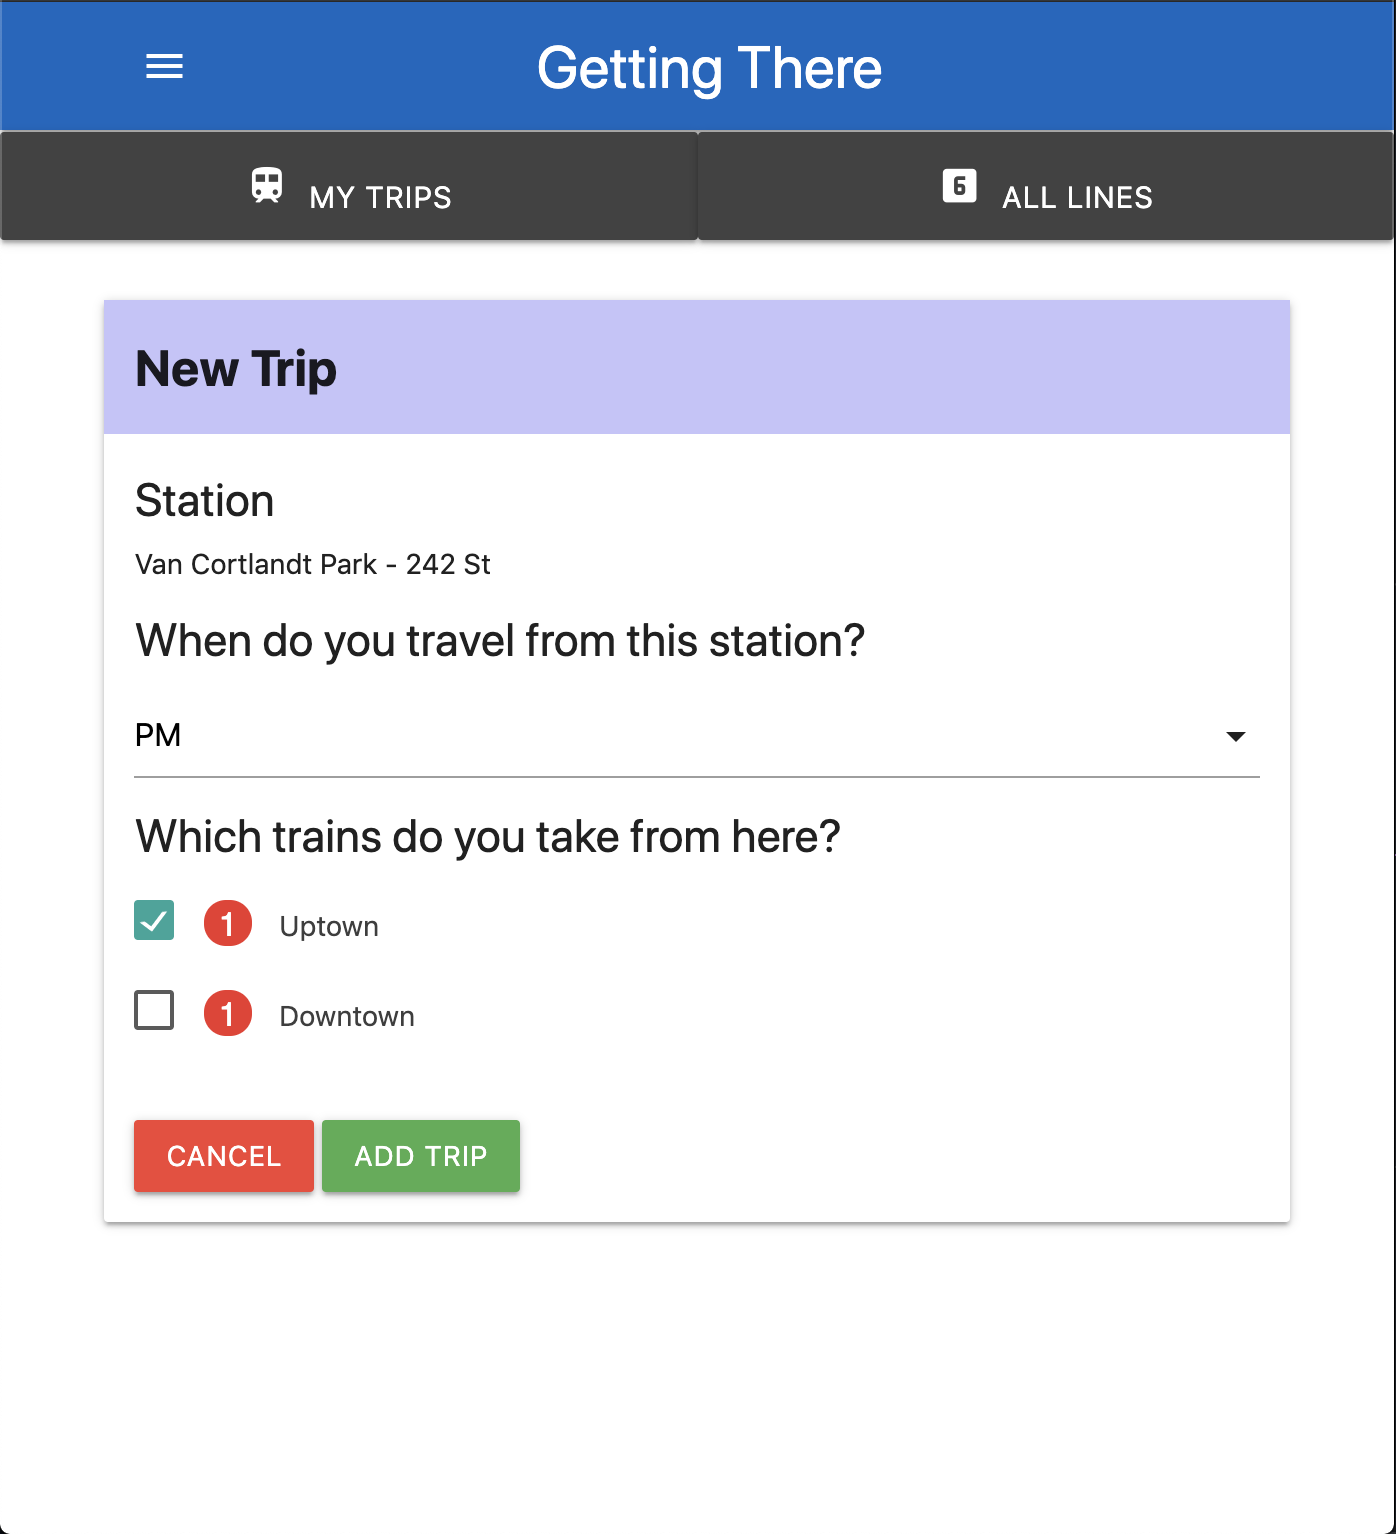 Getting There
MY TRIPS
6 ALL LINES
New Trip
Station
Van Cortlandt Park - 242 St
When do you travel from this station?
PM
Which trains do you take from here?
1 Uptown
1 Downtown
CANCEL ADD TRIP